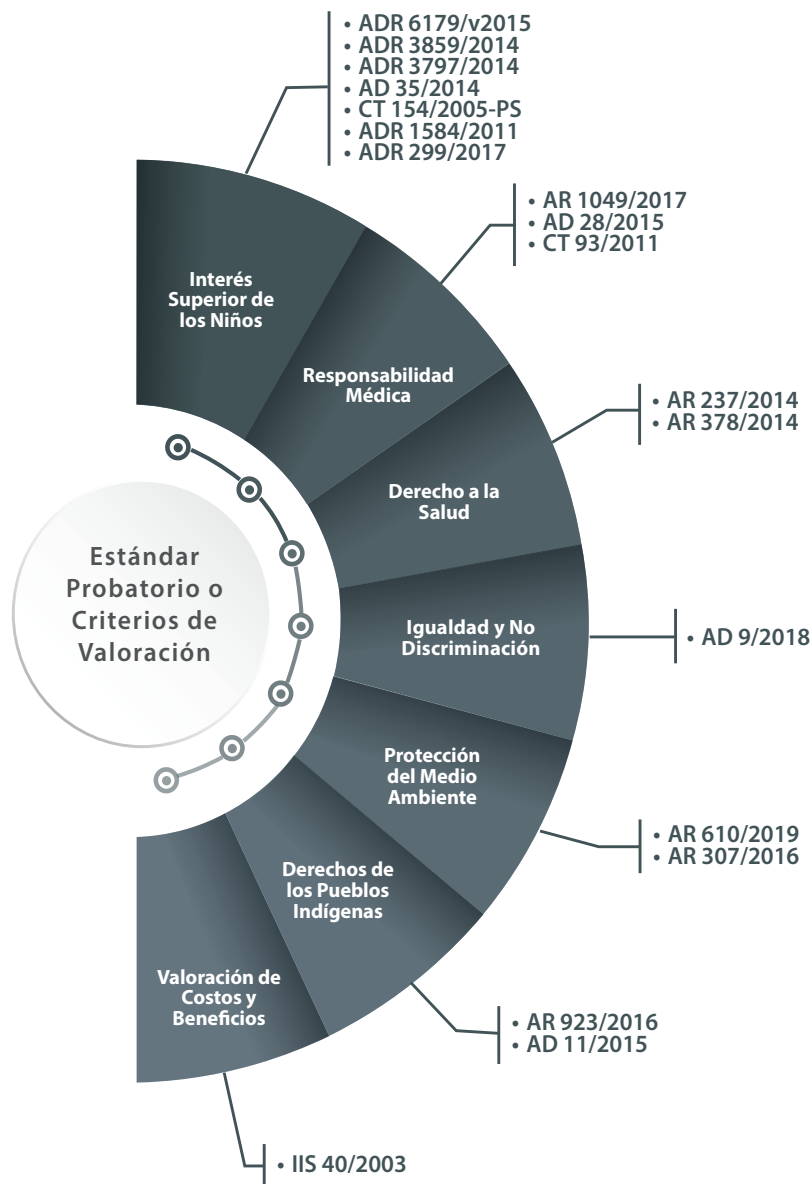 • ADR 6179/v2015
• ADR 3859/2014
• ADR 3797/2014
• AD 35/2014
• CT 154/2005-PS
• ADR 1584/2011
• ADR 299/2017
• AR 1049/2017
• AD 28/2015
• CT 93/2011
Interés
Superior de
los Niños
Responsabilidad
Médica
• AR 237/2014
• AR 378/2014
Derecho a la
Salud
Estándar
Probatorio o
Criterios de
Valoración
Igualdad y No
Discriminación
• AD 9/2018
Protección
del Medio
Ambiente
• AR 610/2019
• AR 307/2016
Derechos de
los Pueblos
Indígenas
Valoración de
Costos y
Beneficios
• AR 923/2016
• AD 11/2015
• IIS 40/2003